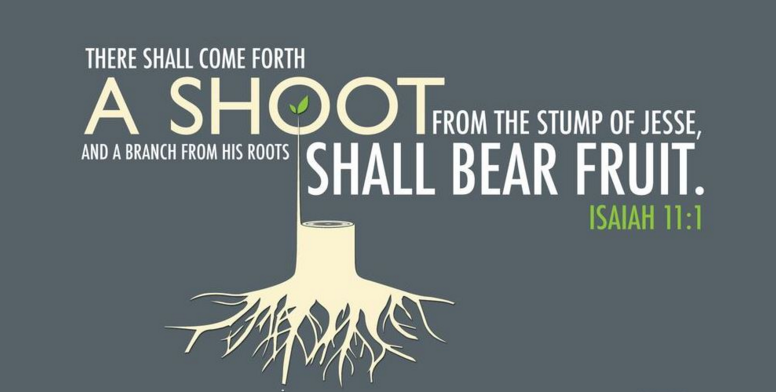 THERE SHALL COME FORTH
A SHOOT FROM THE STUMP OF JESSE,
AND A BRANCH FROM HIS ROOTS
SHALL BEAR FRUIT.
ISAIAH 11:1